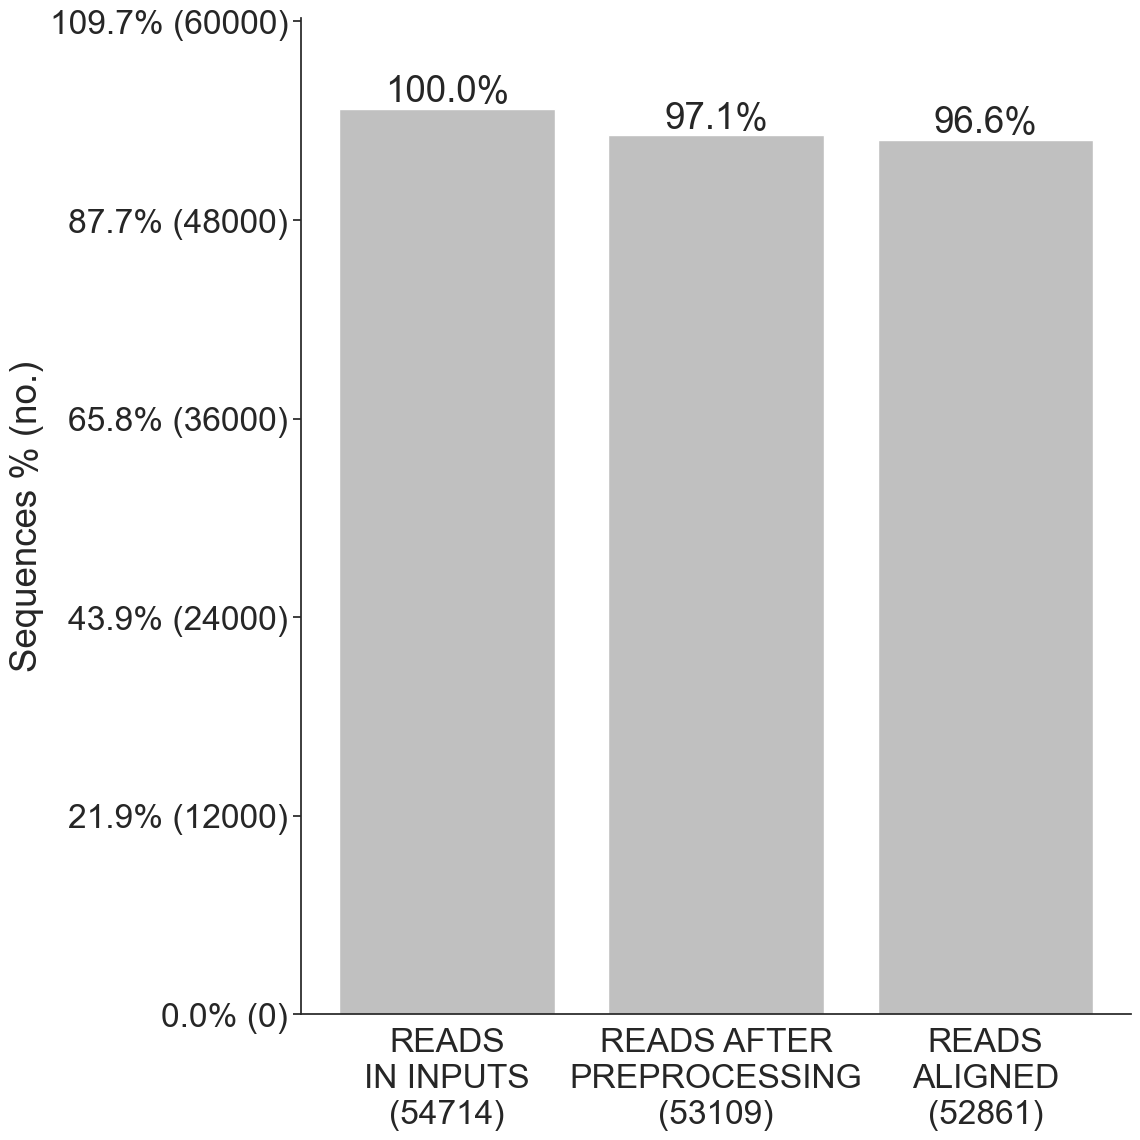 109.7% (60000)
87.7% (48000)
65.8% (36000)
43.9% (24000)
21.9% (12000)
0.0% (0)
Sequences % (no.)
100.0%
97.1%
96.6%
READS
IN INPUTS
(54714)
READS AFTER
PREPROCESSING
(53109)
READS
ALIGNED
(52861)